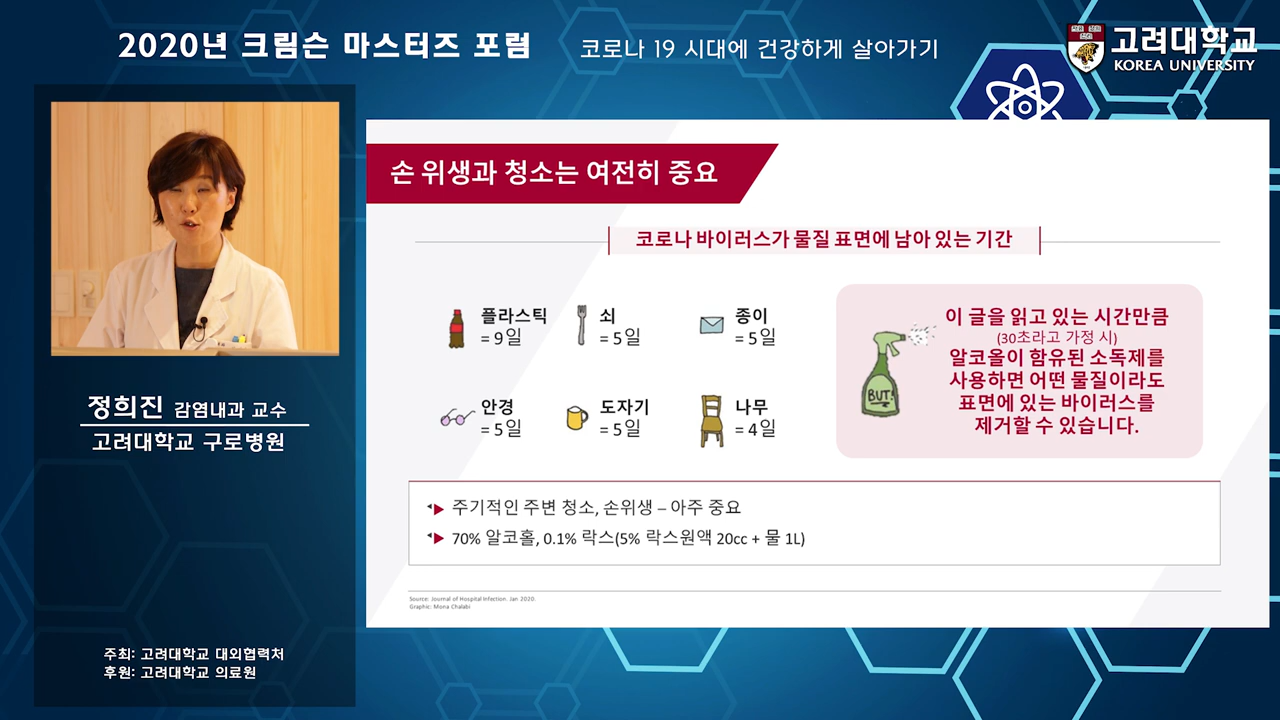 2020년 크림슨 마스터즈 포럼
코로나 19 시대에 건강하게 살아가기
고려대학교
KOREA UNIVERSITY
손 위생과 청소는 여전히 중요
코로나 바이러스가 물질 표면에 남아 있는 기간
플라스틱
= 9일
쇠
= 5일
종이
= 5일
안경
= 5일
도자기
= 5일
나무
= 4일
BUT!
이 글을 읽고 있는 시간만큼
(30초라고 가정 시)
알코올이 함유된 소독제를
사용하면 어떤 물질이라도
표면에 있는 바이러스를
제거할 수 있습니다.
주기적인 주변 청소, 손위생 – 아주 중요
70% 알코홀, 0.1% 락스(5% 락스원액 20cc + 물 1L)
Source: Journal of Hospital Infection. Jan 2020.
Graphic: Mona Chalabi
정희진 감염내과 교수
고려대학교 구로병원
주최: 고려대학교 대외협력처
후원: 고려대학교 의료원